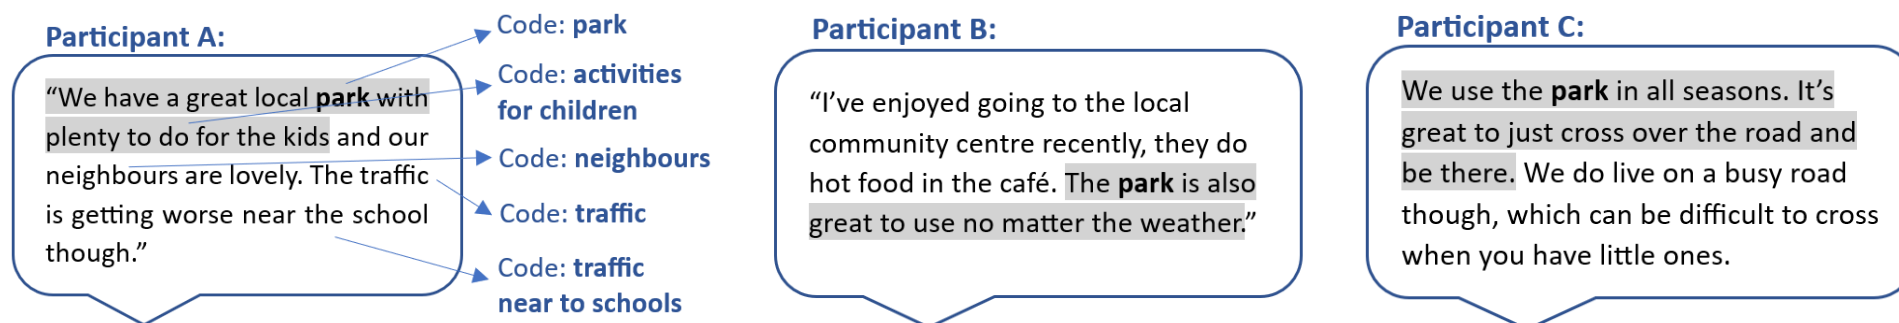 Participant A:
“We have a great local park with
plenty to do for the kids and our
neighbours are lovely. The traffic
is getting worse near the school
though.”
Code: park
Code: activities
for children
Code: neighbours
Code: traffic
Code: traffic
near to schools
Participant B:
“I’ve enjoyed going to the local
community centre recently, they do
hot food in the café. The park is also
great to use no matter the weather.”
Participant C:
We use the park in all seasons. It’s
great to just cross over the road and
be there. We do live on a busy road
though, which can be difficult to cross
when you have little ones.